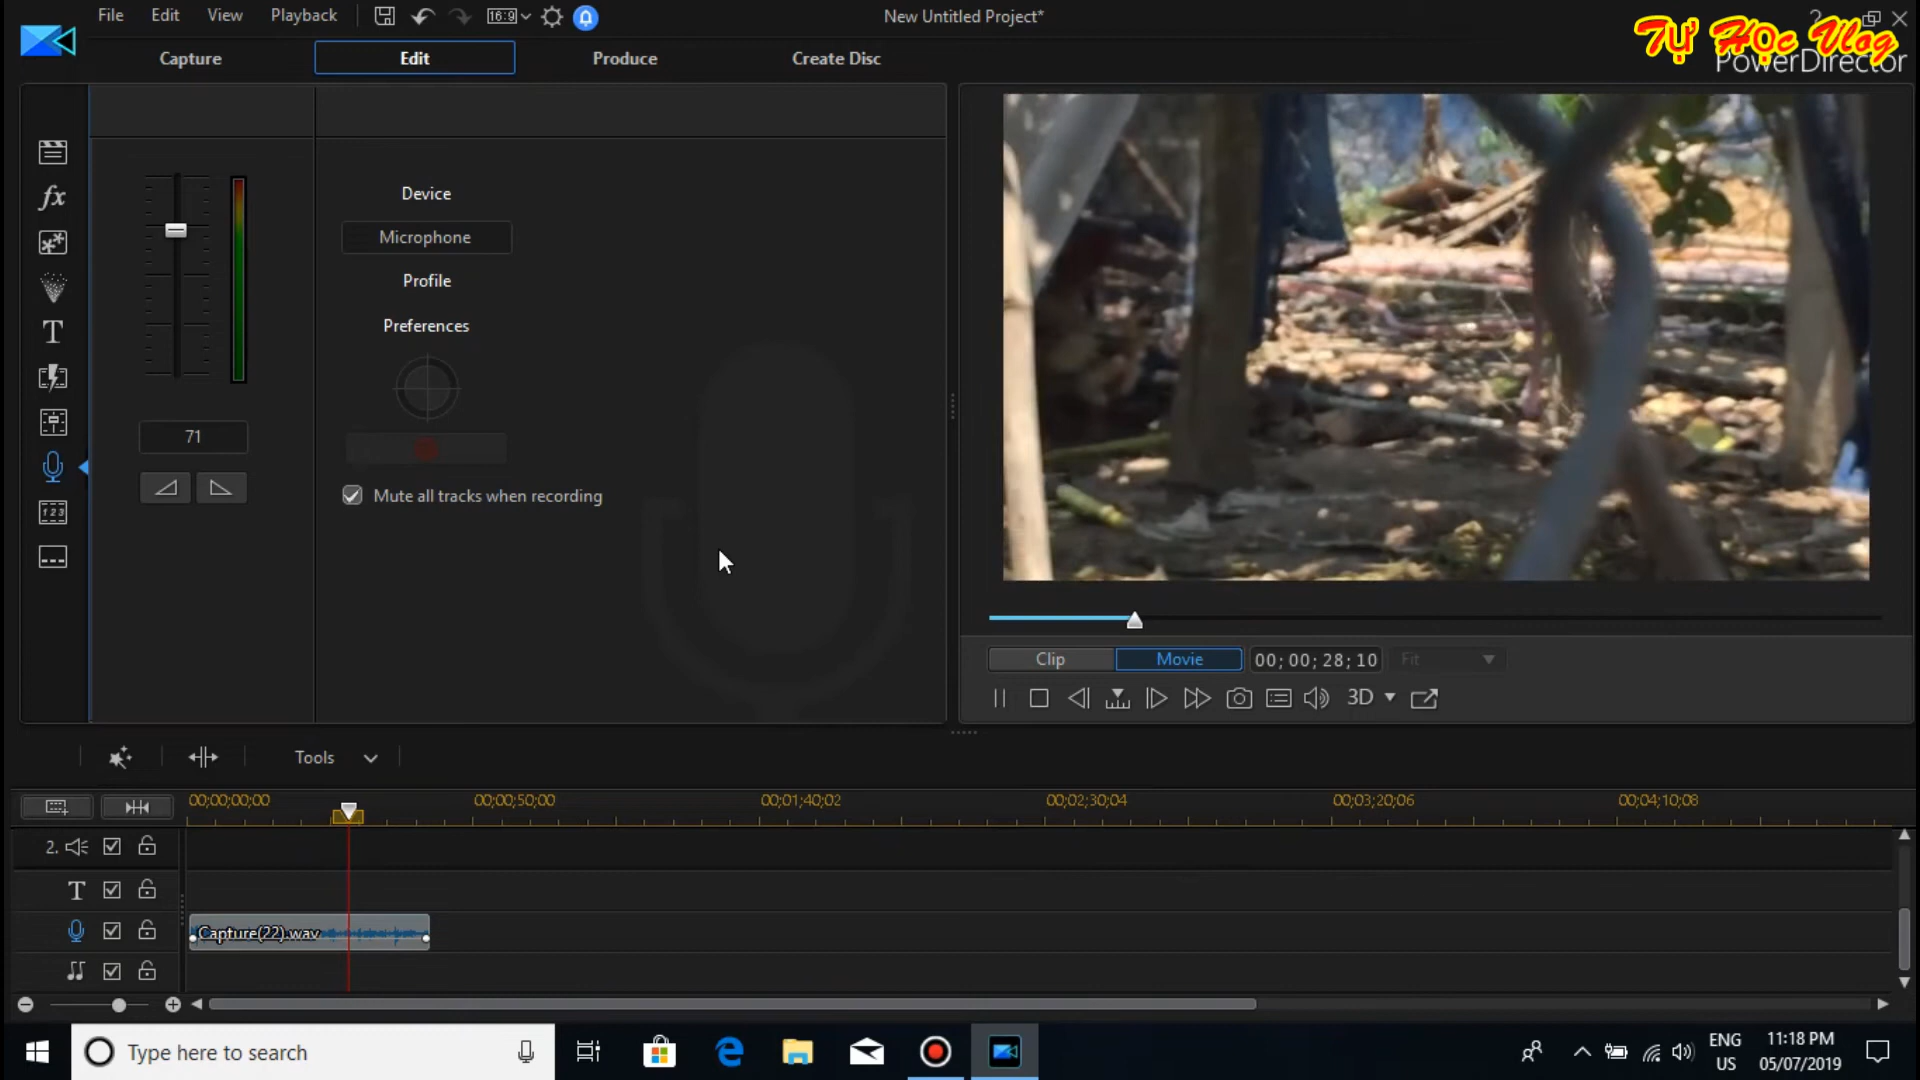 File Edit View Playback 16:9 New Untitled Project* ?
Tự Học Vlog
PowerDirector
Capture Edit Produce Create Disc
fx
T
123
71
Device
Microphone
Profile
Preferences
Mute all tracks when recording
Clip Movie 00; 00; 28; 10 Fit
3D
Tools
00;00;00;00 00;00;50;00 00;01;40;02 00;02;30;04 00;03;20;06 00;04;10;08
2.
T
Capture(22).wav
Type here to search
ENG
US
11:18 PM
05/07/2019